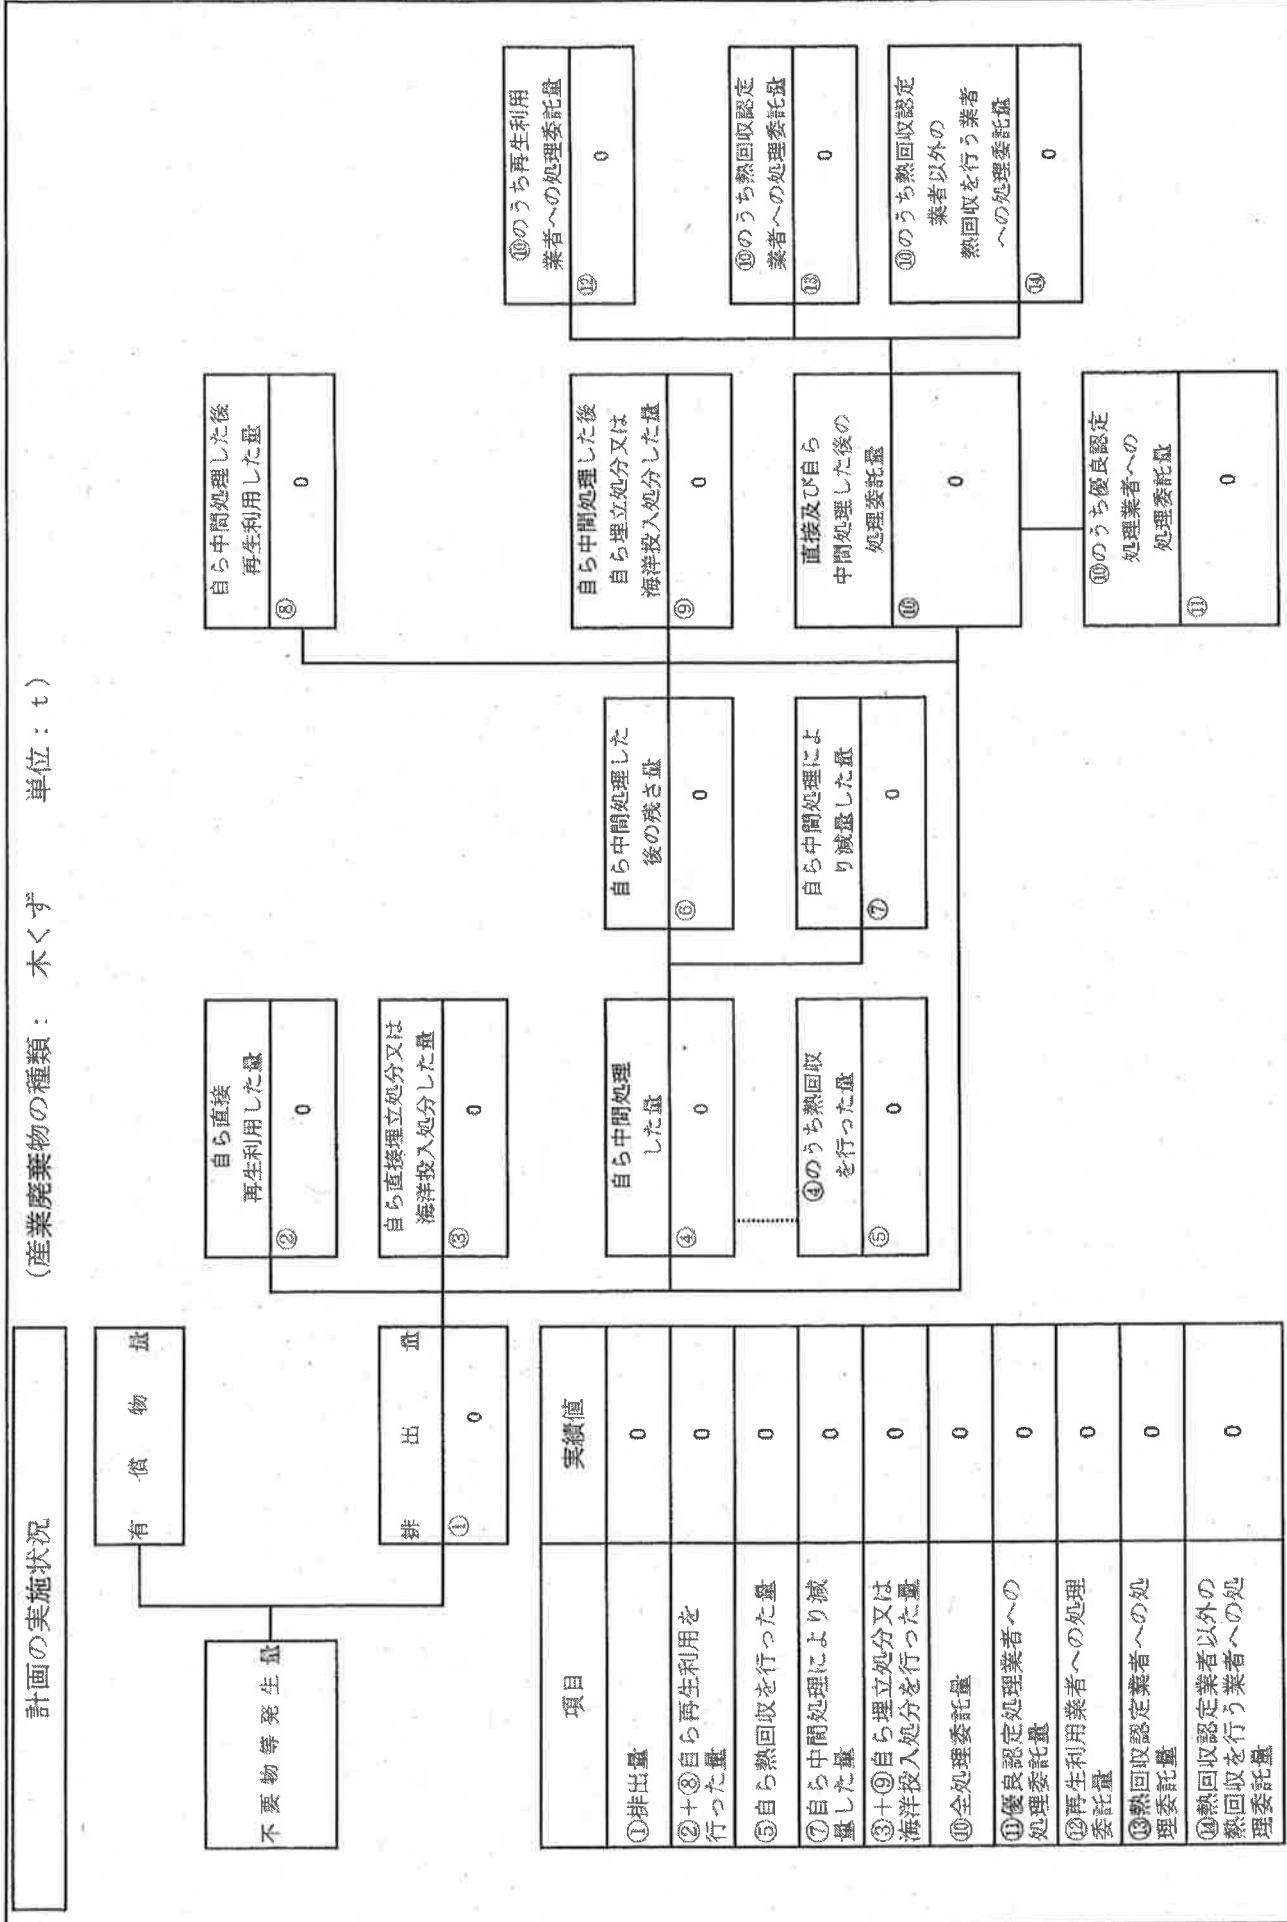 計画の実施状況
(産業廃棄物の種類： 木くず 単位：t)
不要物等発生量
有償物量
排出量
① 0
自ら直接
再生利用した量
② 0
自ら直接埋立処分又は
海洋投入処分した量
③ 0
自ら中間処理
した量
④ 0
④のうち熱回収
を行った量
⑤ 0
自ら中間処理した
後の残さ量
⑥ 0
自ら中間処理によ
り減量した量
⑦ 0
自ら中間処理した後
再生利用した量
⑧ 0
自ら中間処理した後
自ら埋立処分又は
海洋投入処分した量
⑨ 0
直接及び自ら
中間処理した後の
処理委託量
⑩ 0
⑩のうち優良認定
処理業者への
処理委託量
⑪ 0
⑩のうち再生利用
業者への処理委託量
⑫ 0
⑩のうち熱回収認定
業者への処理委託量
⑬ 0
⑩のうち熱回収認定
業者以外の
熱回収を行う業者
への処理委託量
⑭ 0
項目 実績値
①排出量 0
②＋⑧自ら再生利用を
行った量 0
⑤自ら熱回収を行った量 0
⑦自ら中間処理により減
量した量 0
③＋⑨自ら埋立処分又は
海洋投入処分を行った量 0
⑩全処理委託量 0
⑪優良認定処理業者への
処理委託量 0
⑫再生利用業者への処理
委託量 0
⑬熱回収認定業者への処
理委託量 0
⑭熱回収認定業者以外の
熱回収を行う業者への処
理委託量 0